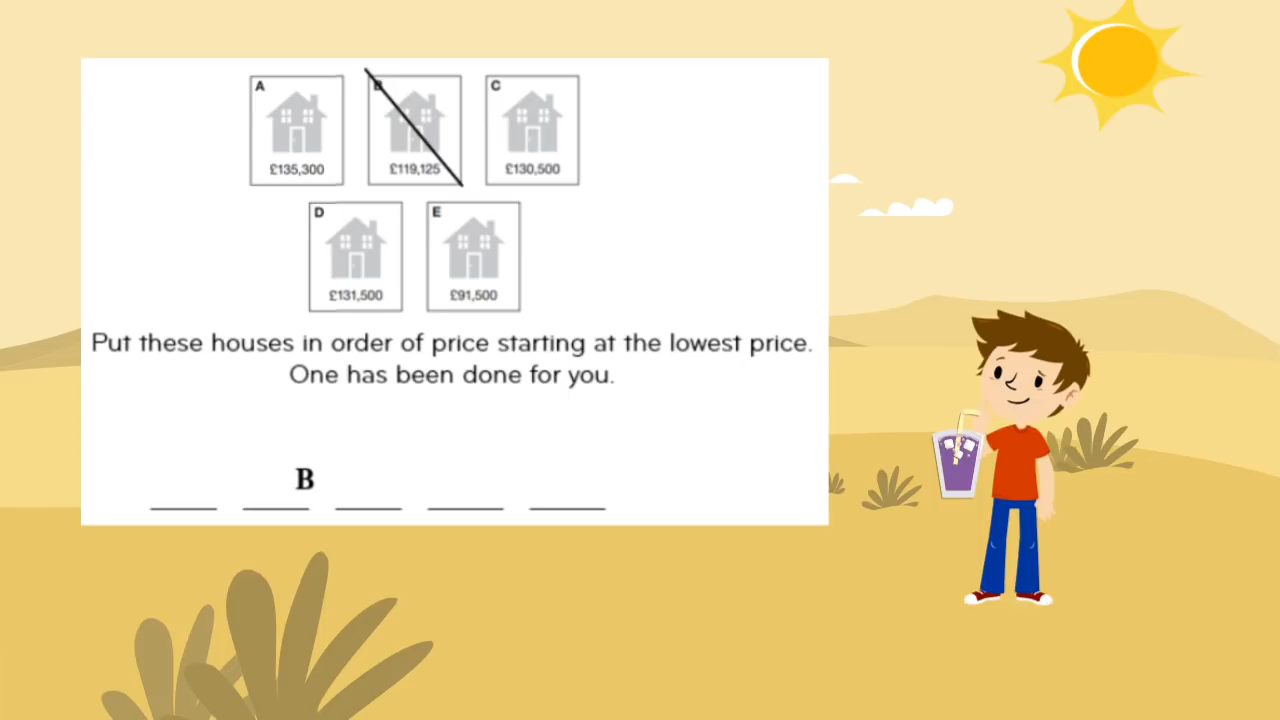 A B C
£135,300 £119,125 £130,500
D E
£131,500 £91,500
Put these houses in order of price starting at the lowest price.
One has been done for you.
B